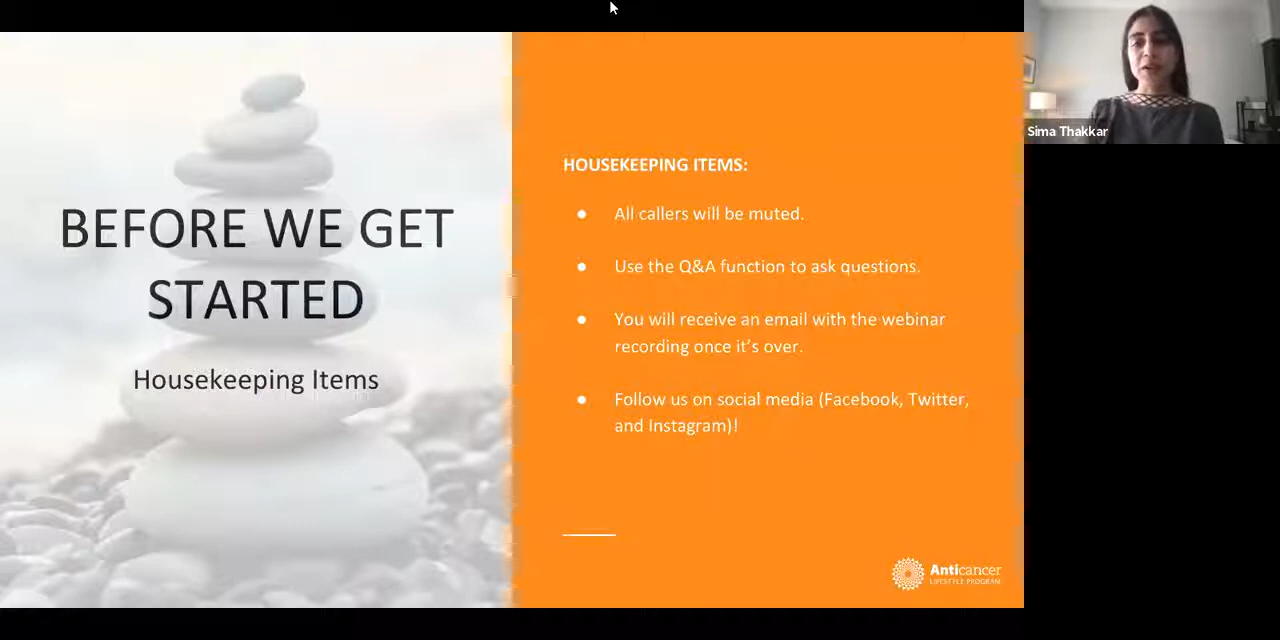 BEFORE WE GET
STARTED
Housekeeping Items
HOUSEKEEPING ITEMS:
● All callers will be muted.
● Use the Q&A function to ask questions.
● You will receive an email with the webinar
recording once it’s over.
● Follow us on social media (Facebook, Twitter,
and Instagram)!
Anticancer
LIFESTYLE PROGRAM
Sima Thakkar